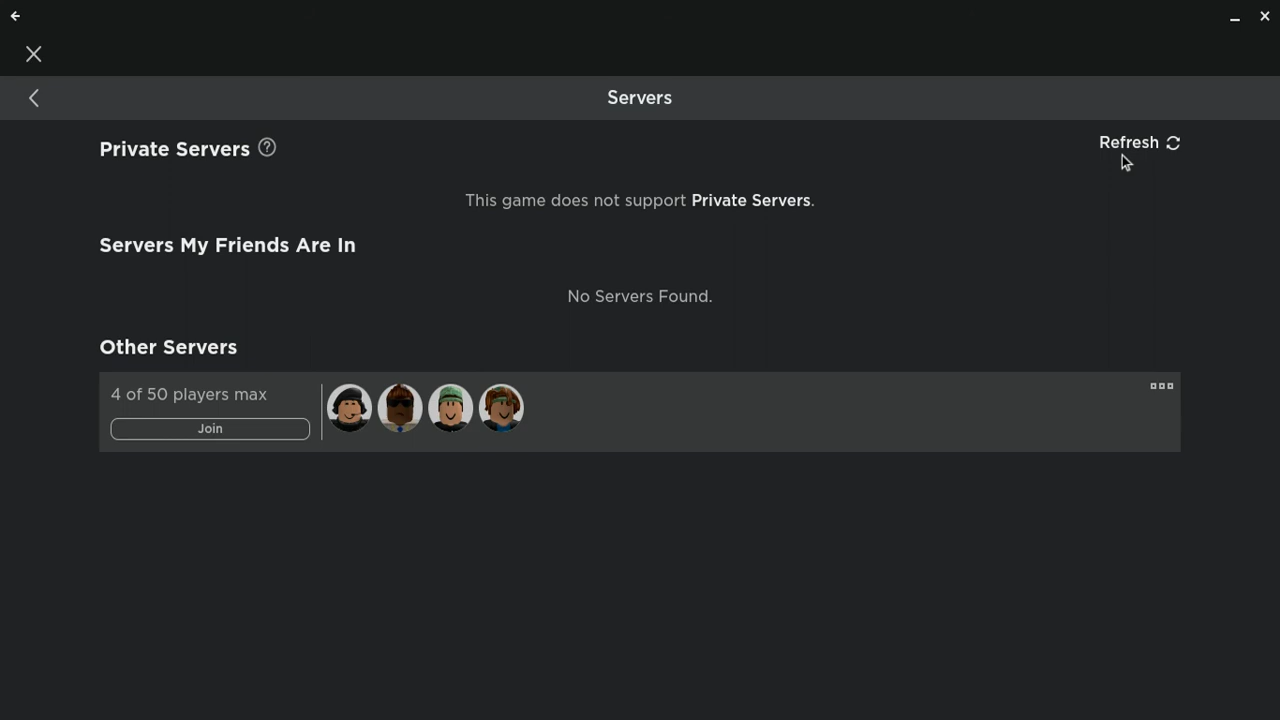 Servers
Private Servers
Refresh
This game does not support Private Servers.
Servers My Friends Are In
No Servers Found.
Other Servers
4 of 50 players max
Join